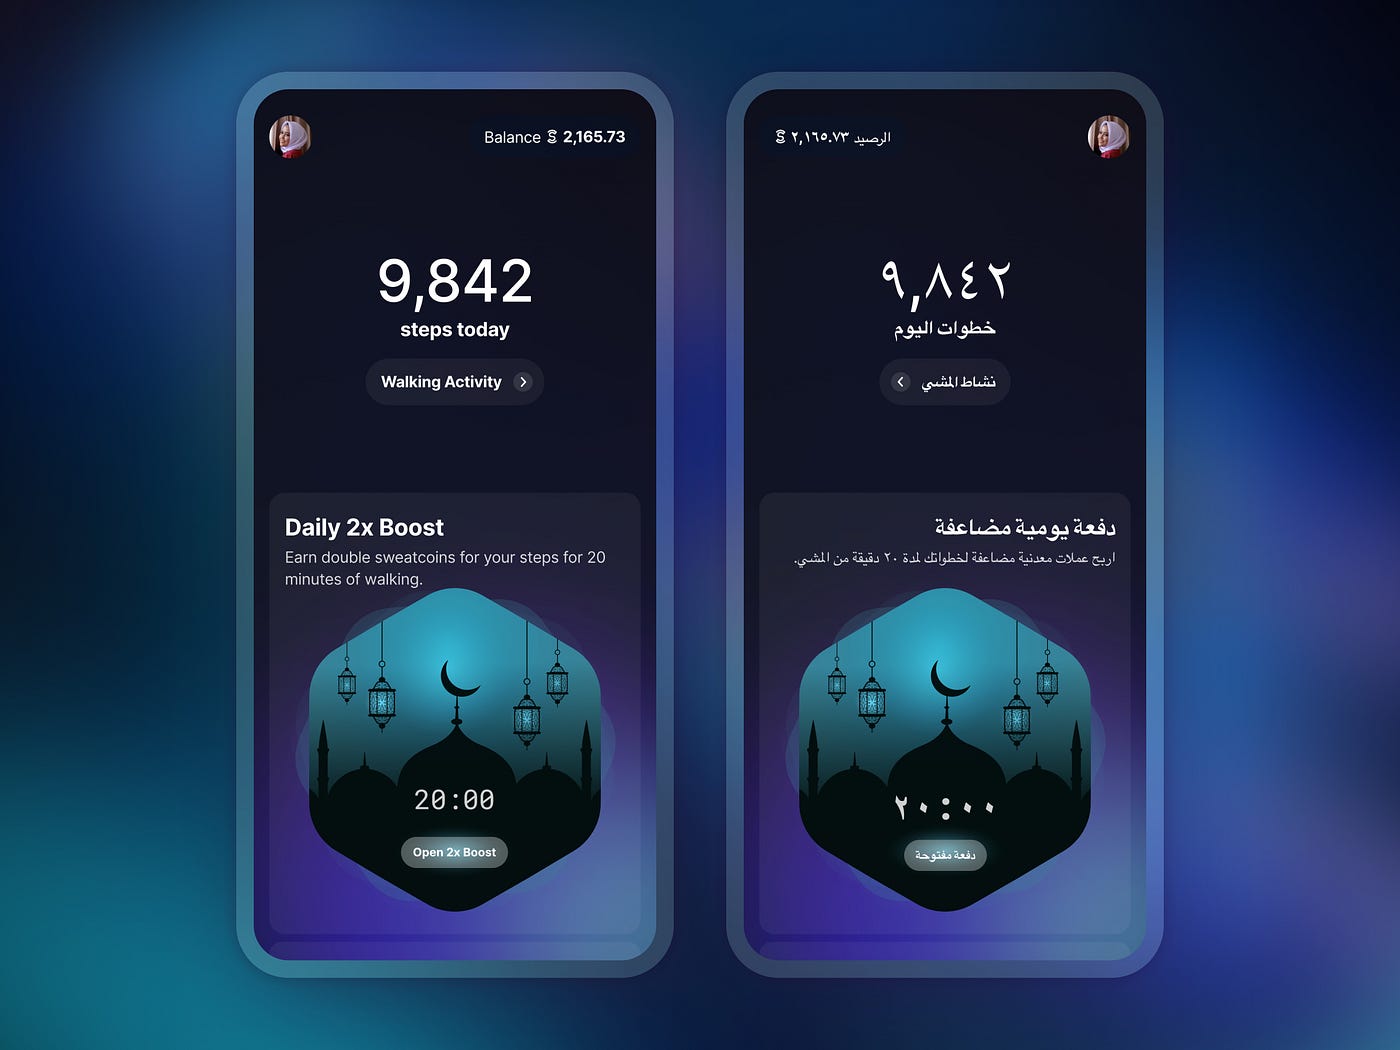 Balance 2,165.73
9,842
steps today
Walking Activity
Daily 2x Boost
Earn double sweatcoins for your steps for 20
minutes of walking.
20:00
Open 2x Boost
الرصيد ٢,١٦٥.٧٣
٩,٨٤٢
خطوات اليوم
نشاط المشي
دفعة يومية مضاعفة
اربح عملات معدنية مضاعفة لخطواتك لمدة ٢٠ دقيقة من المشي.
٢٠:٠٠
دفعة مفتوحة